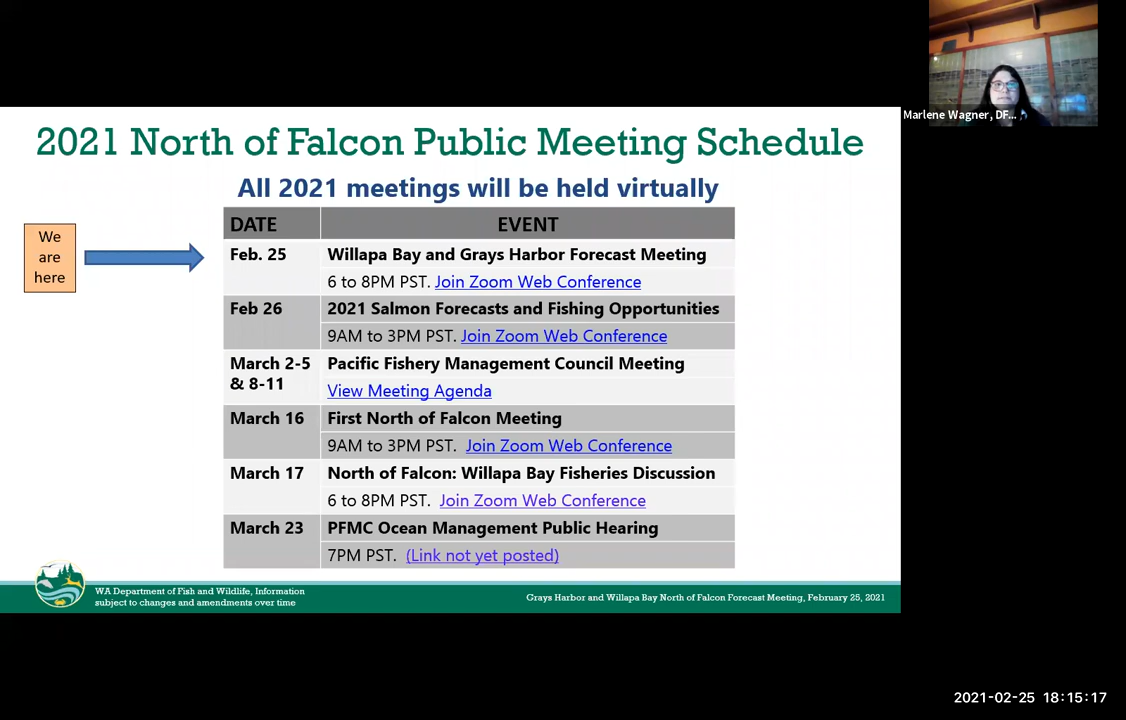 Marlene Wagner, DF...
2021 North of Falcon Public Meeting Schedule
All 2021 meetings will be held virtually
We
are
here
DATE EVENT
Feb. 25 Willapa Bay and Grays Harbor Forecast Meeting
6 to 8PM PST. Join Zoom Web Conference
Feb 26 2021 Salmon Forecasts and Fishing Opportunities
9AM to 3PM PST. Join Zoom Web Conference
March 2-5 Pacific Fishery Management Council Meeting
& 8-11
View Meeting Agenda
March 16 First North of Falcon Meeting
9AM to 3PM PST. Join Zoom Web Conference
March 17 North of Falcon: Willapa Bay Fisheries Discussion
6 to 8PM PST. Join Zoom Web Conference
March 23 PFMC Ocean Management Public Hearing
7PM PST. (Link not yet posted)
WA Department of Fish and Wildlife, Information
subject to changes and amendments over time
Grays Harbor and Willapa Bay North of Falcon Forecast Meeting, February 25, 2021
2021-02-25 18:15:17